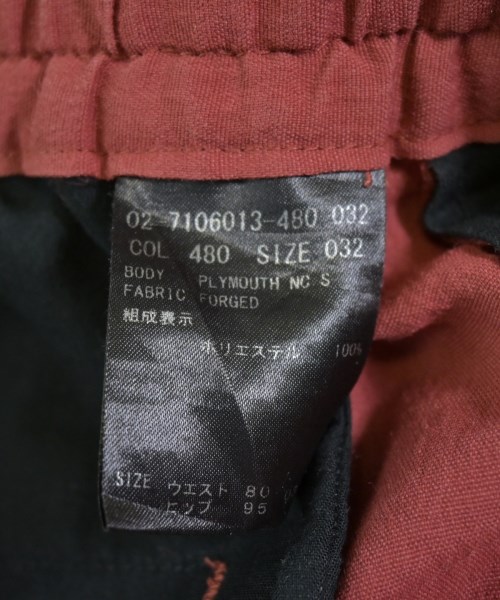 02-7106013-480 032
COL 480 SIZE 032
BODY PLYMOUTH NC S
FABRIC FORGED
組成表示
ポリエステル 100%
SIZE ウエスト 80
ヒップ 95